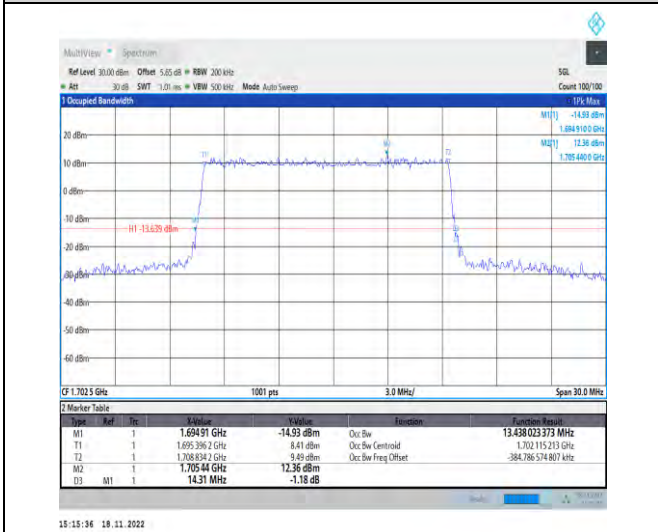 MultiView Spectrum
Ref Level 30.00 dBm Offset 5.65 dB RBW 200 kHz SGL
Att 30 dB SWT 1.01 ms VBW 500 kHz Mode Auto Sweep Count 100/100
1 Occupied Bandwidth 1Pk Max
M1[1] -14.93 dBm
1.694 910 0 GHz
M2[1] 12.36 dBm
1.705 440 0 GHz
20 dBm
10 dBm
0 dBm
-10 dBm
H1 -13.639 dBm
-20 dBm
-30 dBm
-40 dBm
-50 dBm
-60 dBm
CF 1.702 5 GHz 1001 pts 3.0 MHz/ Span 30.0 MHz
2 Marker Table
Type Ref Trc X-Value Y-Value Function Function Result
M1 1 1.694 91 GHz -14.93 dBm Occ Bw 13.438 023 373 MHz
T1 1 1.695 396 2 GHz 8.41 dBm Occ Bw Centroid 1.702 115 213 GHz
T2 1 1.708 834 2 GHz 9.49 dBm Occ Bw Freq Offset -384.786 574 807 kHz
M2 1 1.705 44 GHz 12.36 dBm
D3 M1 1 14.31 MHz -1.18 dB
15:15:36 18.11.2022